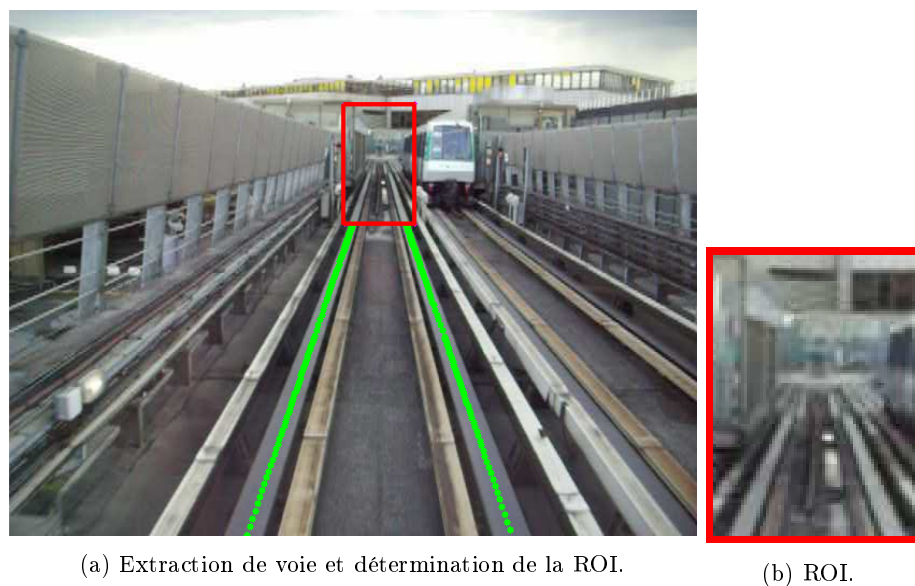 (a) Extraction de voie et détermination de la ROI.
(b) ROI.